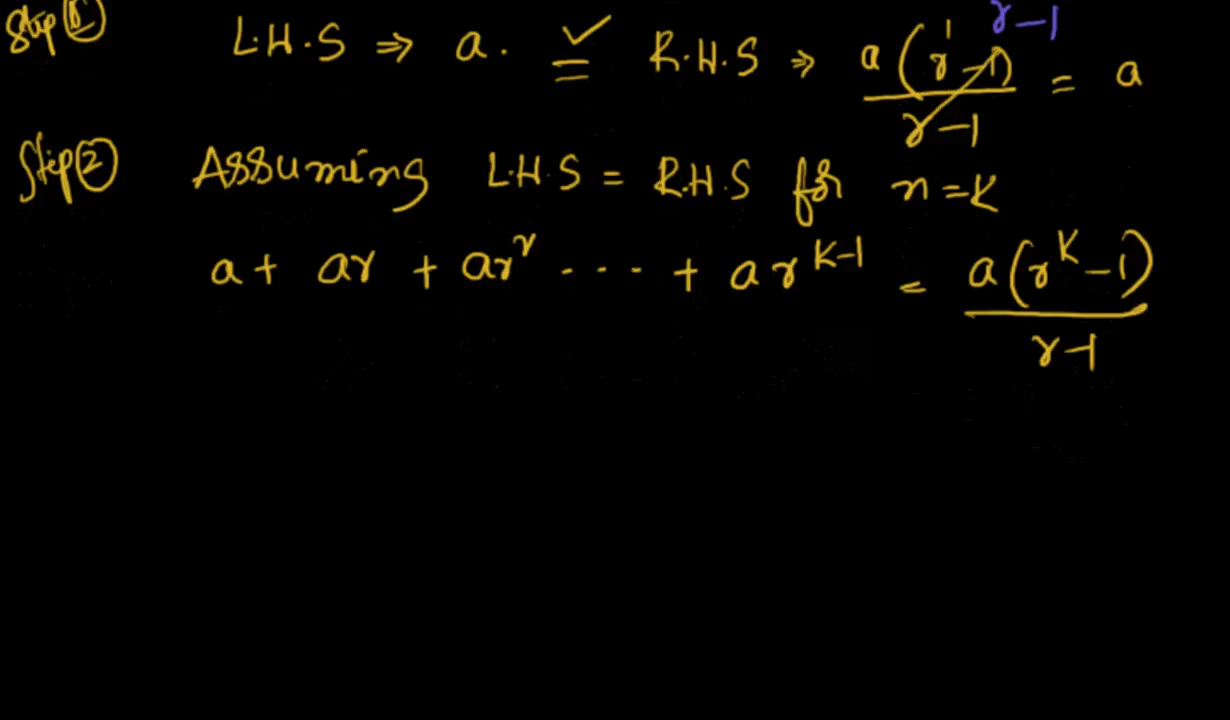 r-1
Step ① L.H.S ⇒ a. ✓ = R.H.S ⇒ a(r¹-1)/r-1 = a
Step ② Assuming L.H.S = R.H.S for n=K
a + ar + ar² ... + ar^{K-1} = a(r^K-1)/r-1